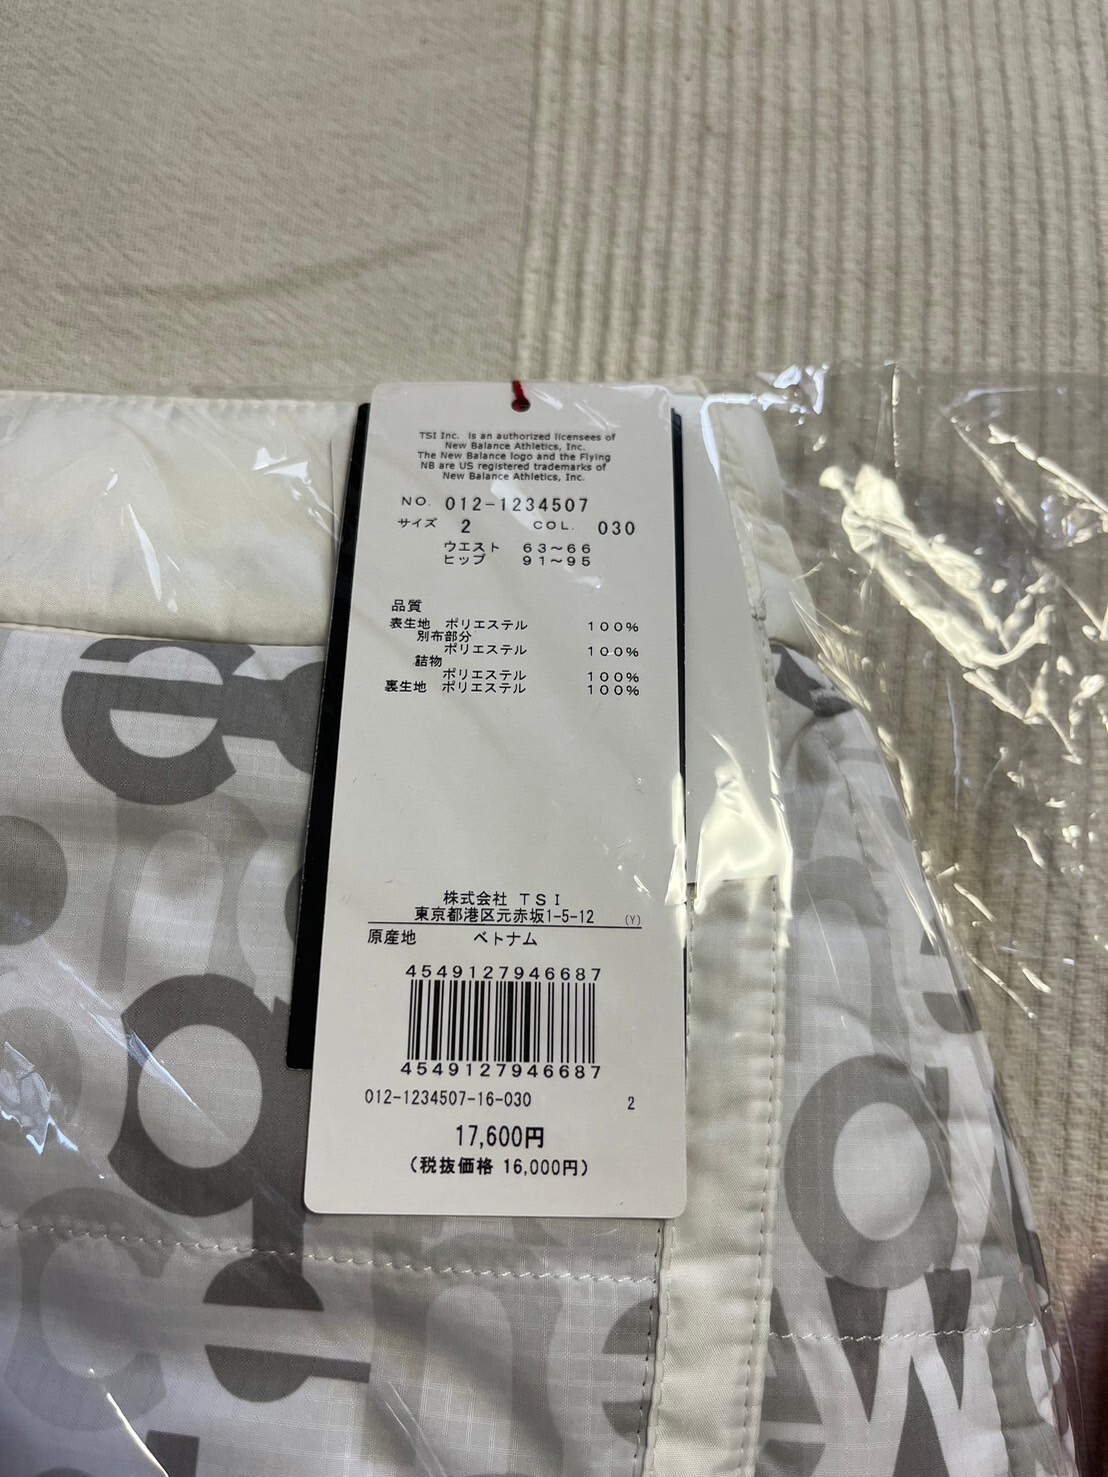 TSI Inc. is an authorized licensees of
New Balance Athletics, Inc.
The New Balance logo and the Flying
NB are US registered trademarks of
New Balance Athletics, Inc.
NO. 012-1234507
サイズ 2 COL. 030
ウエスト 63～66
ヒップ 91～95
品質
表生地 ポリエステル 100%
別布部分
ポリエステル 100%
詰物
ポリエステル 100%
裏生地 ポリエステル 100%
株式会社 TSI
東京都港区元赤坂1-5-12 (Y)
原産地 ベトナム
4549127946687
4549127946687
012-1234507-16-030 2
17,600円
(税抜価格 16,000円)